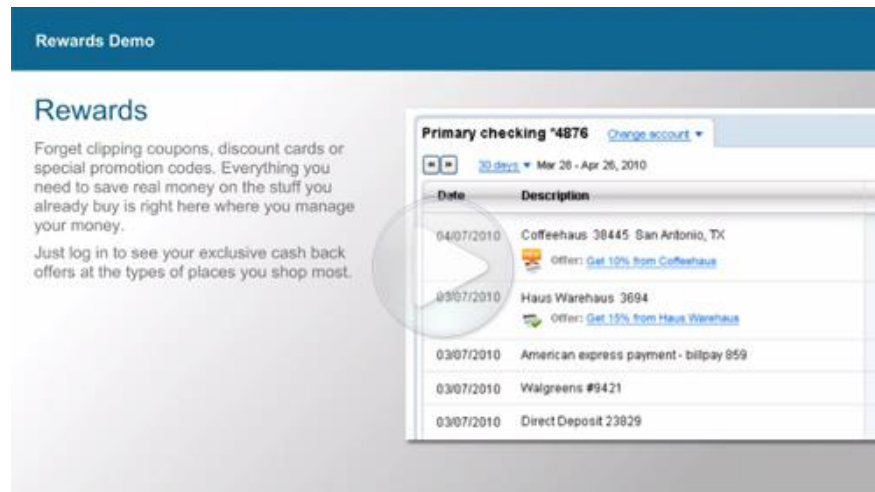 Rewards Demo
Rewards
Forget clipping coupons, discount cards or
special promotion codes. Everything you
need to save real money on the stuff you
already buy is right here where you manage
your money.
Just log in to see your exclusive cash back
offers at the types of places you shop most.
Primary checking *4876 Change account
30 days Mar 28 - Apr 26, 2010
Date Description
04/07/2010 Coffeehaus 38445 San Antonio, TX
Offer: Get 10% from Coffeehaus
03/07/2010 Haus Warehaus 3694
Offer: Get 15% from Haus Warehaus
03/07/2010 American express payment - billpay 859
03/07/2010 Walgreens #9421
03/07/2010 Direct Deposit 23829